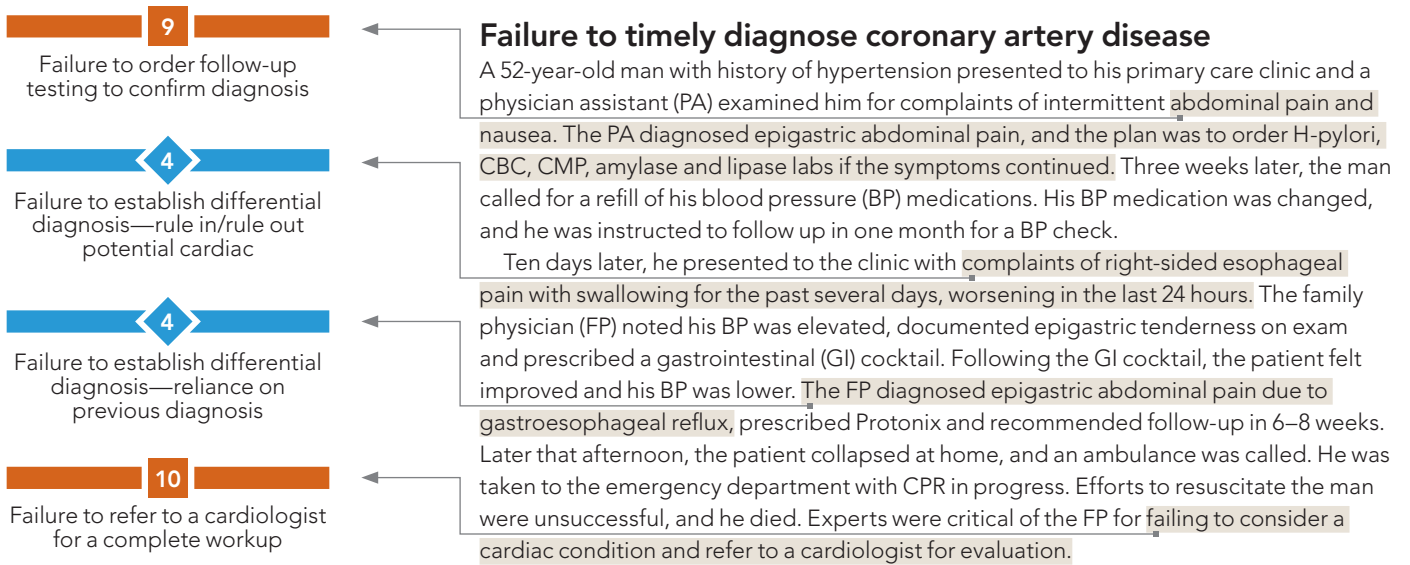 9
Failure to order follow-up
testing to confirm diagnosis
4
Failure to establish differential
diagnosis—rule in/rule out
potential cardiac
4
Failure to establish differential
diagnosis—reliance on
previous diagnosis
10
Failure to refer to a cardiologist
for a complete workup
Failure to timely diagnose coronary artery disease
A 52-year-old man with history of hypertension presented to his primary care clinic and a
physician assistant (PA) examined him for complaints of intermittent abdominal pain and
nausea. The PA diagnosed epigastric abdominal pain, and the plan was to order H-pylori,
CBC, CMP, amylase and lipase labs if the symptoms continued. Three weeks later, the man
called for a refill of his blood pressure (BP) medications. His BP medication was changed,
and he was instructed to follow up in one month for a BP check.
Ten days later, he presented to the clinic with complaints of right-sided esophageal
pain with swallowing for the past several days, worsening in the last 24 hours. The family
physician (FP) noted his BP was elevated, documented epigastric tenderness on exam
and prescribed a gastrointestinal (GI) cocktail. Following the GI cocktail, the patient felt
improved and his BP was lower. The FP diagnosed epigastric abdominal pain due to
gastroesophageal reflux, prescribed Protonix and recommended follow-up in 6–8 weeks.
Later that afternoon, the patient collapsed at home, and an ambulance was called. He was
taken to the emergency department with CPR in progress. Efforts to resuscitate the man
were unsuccessful, and he died. Experts were critical of the FP for failing to consider a
cardiac condition and refer to a cardiologist for evaluation.